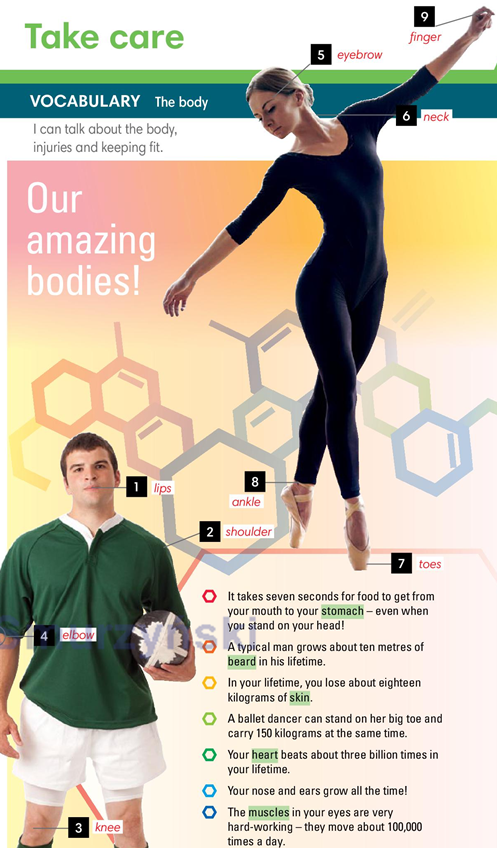 Take care
VOCABULARY The body
I can talk about the body,
injuries and keeping fit.
Our
amazing
bodies!
9
finger
5 eyebrow
6 neck
8
ankle
7 toes
1 lips
2 shoulder
4 elbow
3 knee
It takes seven seconds for food to get from
your mouth to your stomach – even when
you stand on your head!
A typical man grows about ten metres of
beard in his lifetime.
In your lifetime, you lose about eighteen
kilograms of skin.
A ballet dancer can stand on her big toe and
carry 150 kilograms at the same time.
Your heart beats about three billion times in
your lifetime.
Your nose and ears grow all the time!
The muscles in your eyes are very
hard-working – they move about 100,000
times a day.